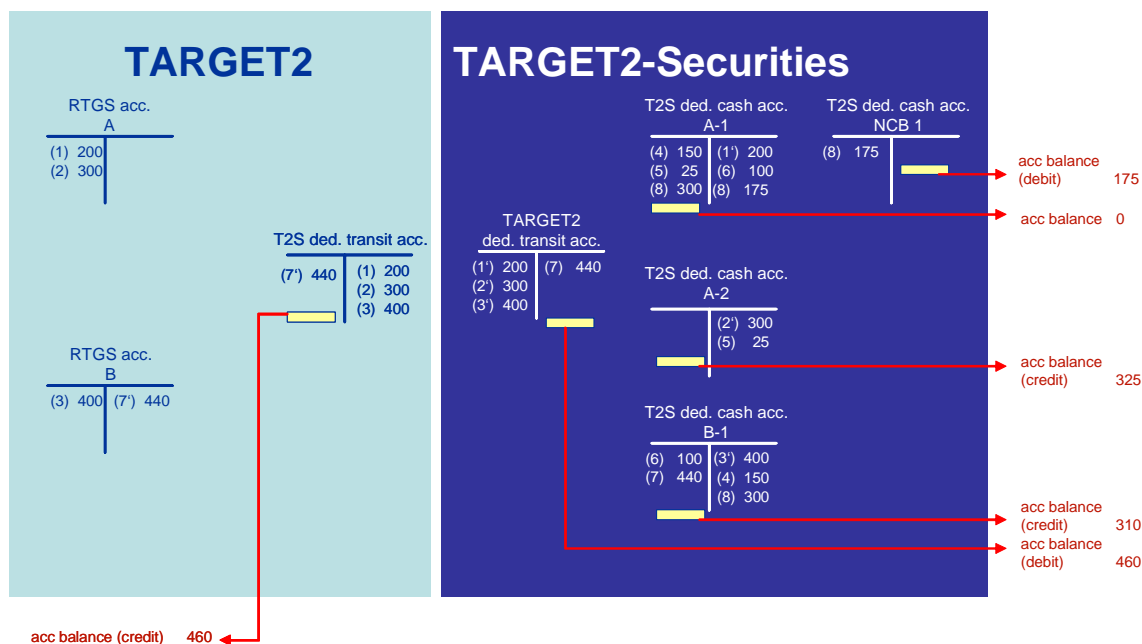 TARGET2
RTGS acc.
A
(1) 200
(2) 300
T2S ded. transit acc.
(7‘) 440
(1) 200
(2) 300
(3) 400
RTGS acc.
B
(3) 400
(7‘) 440
acc balance (credit) 460
TARGET2-Securities
TARGET2
ded. transit acc.
(1‘) 200
(2‘) 300
(3‘) 400
(7) 440
T2S ded. cash acc.
A-1
(4) 150
(5) 25
(8) 300
(1‘) 200
(6) 100
(8) 175
T2S ded. cash acc.
NCB 1
(8) 175
T2S ded. cash acc.
A-2
(2‘) 300
(5) 25
T2S ded. cash acc.
B-1
(6) 100
(7) 440
(3‘) 400
(4) 150
(8) 300
acc balance
(debit) 175
acc balance 0
acc balance
(credit) 325
acc balance
(credit) 310
acc balance
(debit) 460